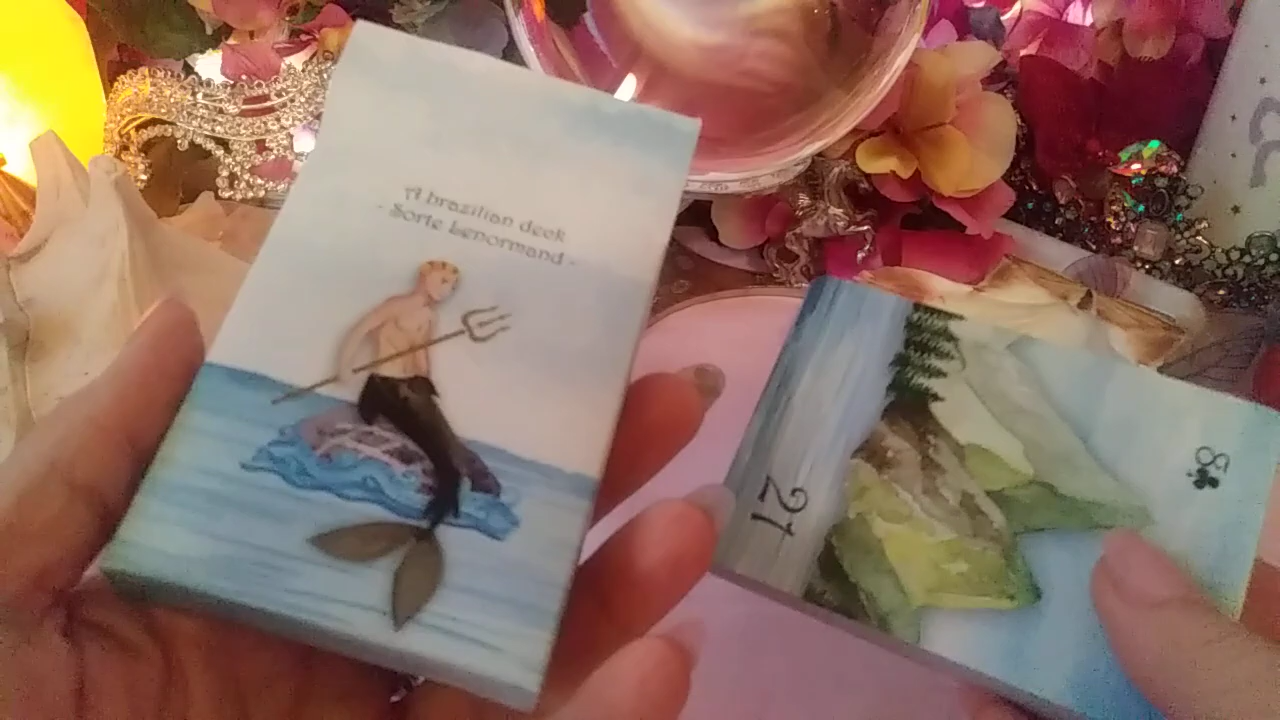 A brazilian deck
- Sorte Lenormand -
21
8♣